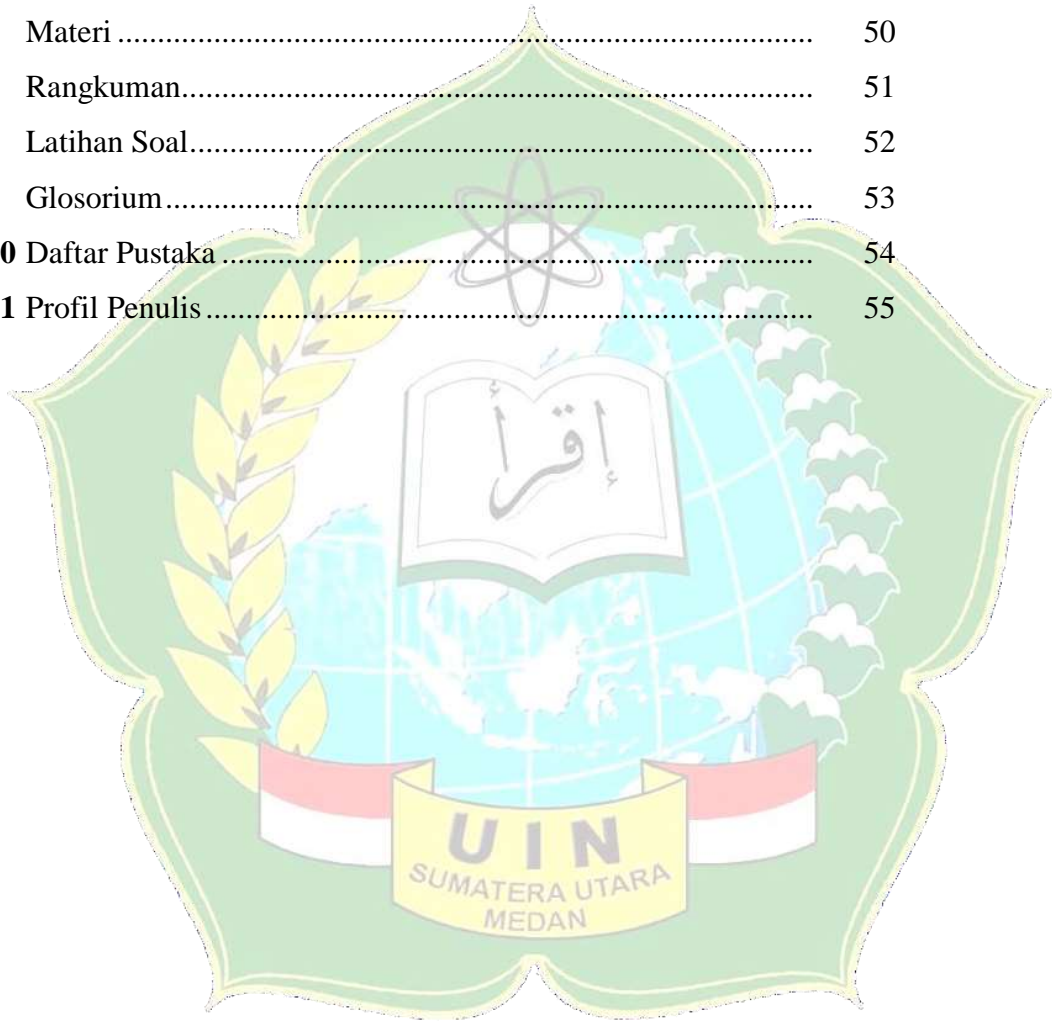 Materi ........................................................................................ 50
Rangkuman................................................................................ 51
Latihan Soal............................................................................... 52
Glosorium.................................................................................. 53
0 Daftar Pustaka ........................................................................... 54
1 Profil Penulis ............................................................................. 55
إقرأ
UIN
SUMATERA UTARA
MEDAN